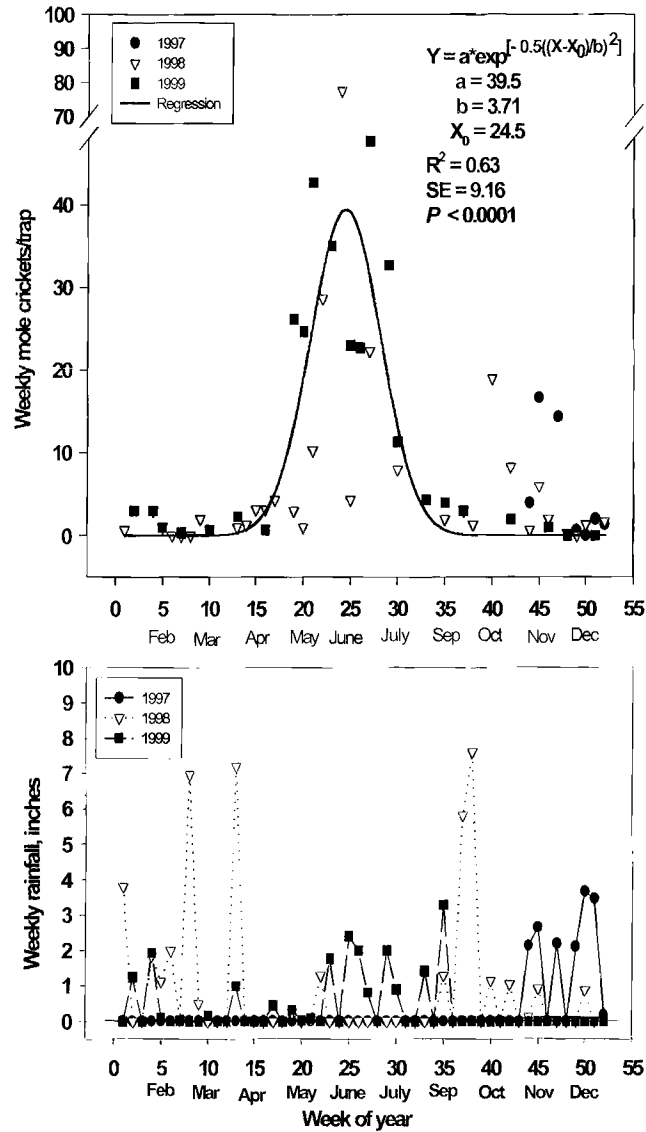 100
90
80
70
40
30
20
10
0
Weekly mole crickets/trap
1997
1998
1999
Regression
Y = a*exp[- 0.5((X-X0)/b)2]
a = 39.5
b = 3.71
X0 = 24.5
R2 = 0.63
SE = 9.16
P < 0.0001
0 5 10 15 20 25 30 35 40 45 50 55
Feb Mar Apr May June July Sep Oct Nov Dec
10
9
8
7
6
5
4
3
2
1
0
Weekly rainfall, inches
1997
1998
1999
0 5 10 15 20 25 30 35 40 45 50 55
Feb Mar Apr May June July Sep Oct Nov Dec
Week of year